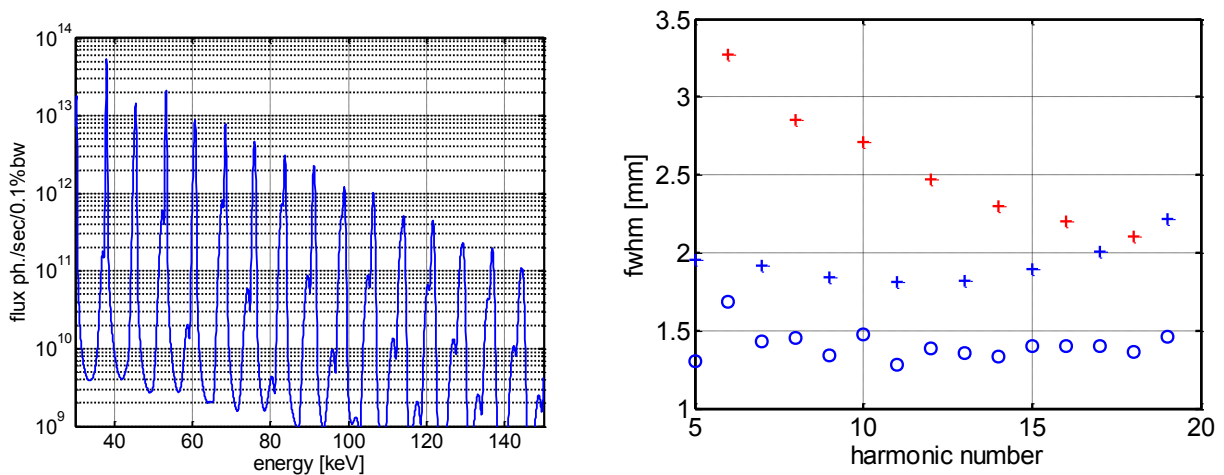 10^14
10^13
10^12
10^11
10^10
10^9
flux ph./sec/0.1%bw
40 60 80 100 120 140
energy [keV]
3.5
3
2.5
2
1.5
1
fwhm [mm]
5 10 15 20
harmonic number